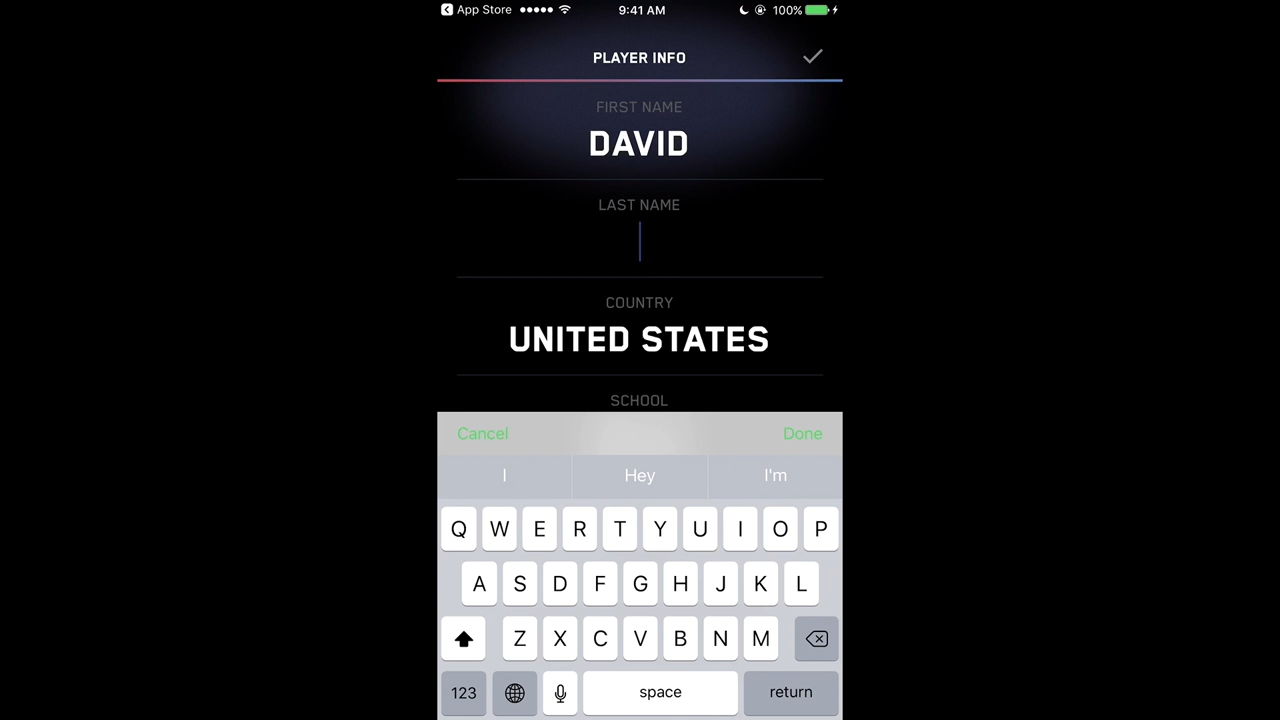 App Store 9:41 AM 100%
PLAYER INFO
FIRST NAME
DAVID
LAST NAME
COUNTRY
UNITED STATES
SCHOOL
Cancel Done
I Hey I'm
Q W E R T Y U I O P
A S D F G H J K L
Z X C V B N M
123 space return